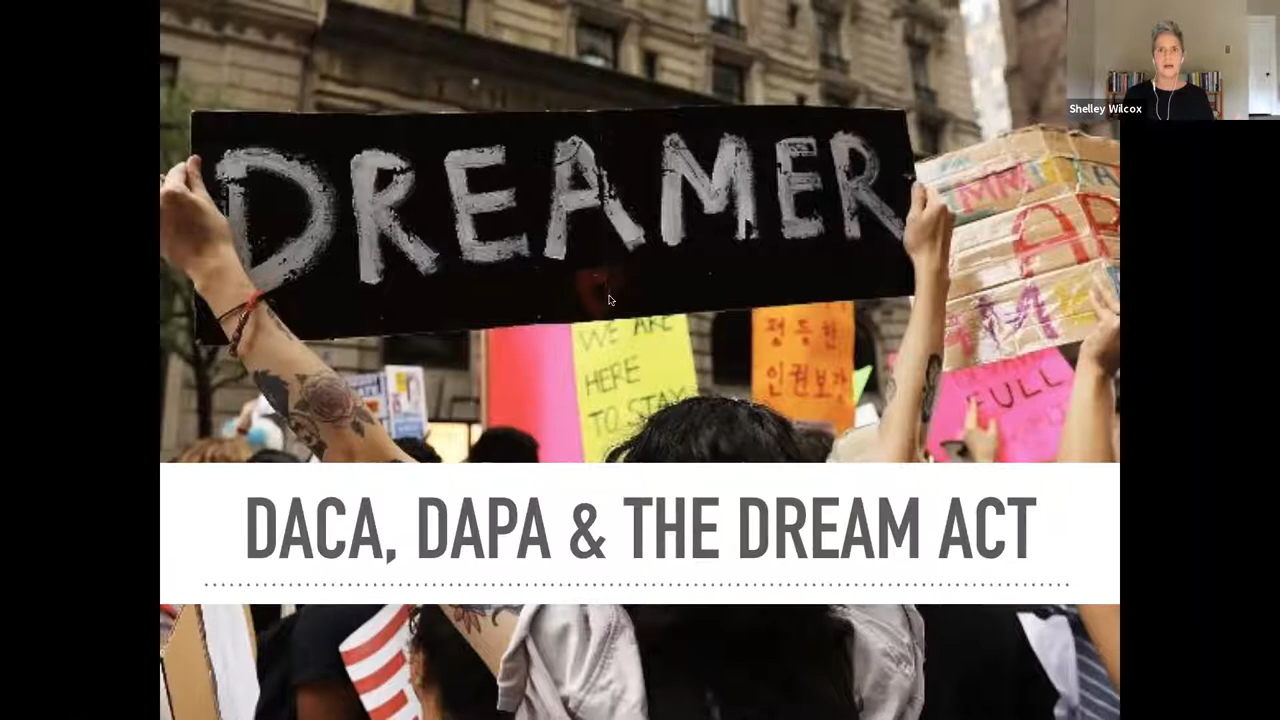 Shelley Wilcox
DREAMER
WE ARE
HERE
TO STAY
평등한
인권보가
FULL
DACA, DAPA & THE DREAM ACT